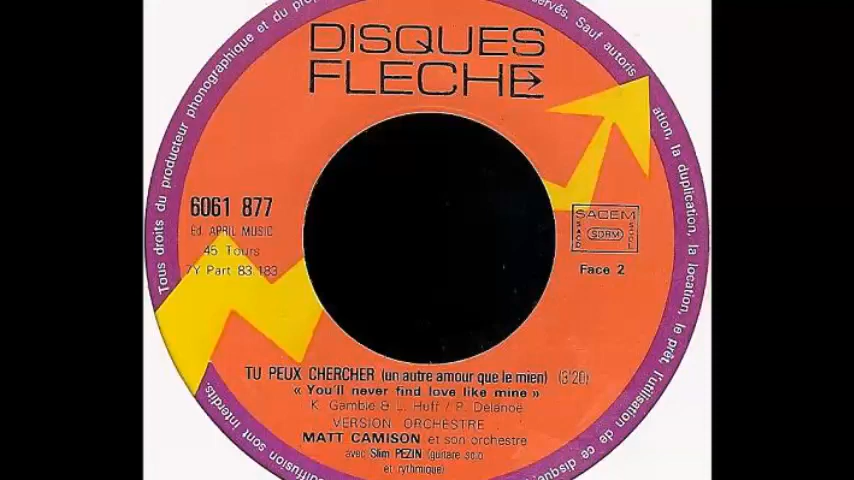 DISQUES
FLECHE
6061 877
Ed. APRIL MUSIC
45 Tours
7Y Part 83 183
SACEM
SACD
SDRM
SGDL
Face 2
TU PEUX CHERCHER (un autre amour que le mien) (3'20)
« You'll never find love like mine »
K. Gamble & L. Huff / P. Delanoë
VERSION ORCHESTRE
MATT CAMISON et son orchestre
avec Slim PEZIN (guitare solo
et rythmique)
Tous droits du producteur phonographique et du
réservés. Sauf autoris
ation, la duplication, la location, le prêt, l'utilisation de ce disque
diffusion sont interdits.